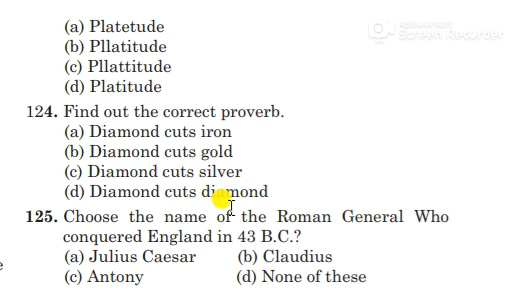 (a) Platetude
(b) Pllatitude
(c) Pllattitude
(d) Platitude
124. Find out the correct proverb.
(a) Diamond cuts iron
(b) Diamond cuts gold
(c) Diamond cuts silver
(d) Diamond cuts diamond
125. Choose the name of the Roman General Who
conquered England in 43 B.C.?
(a) Julius Caesar (b) Claudius
(c) Antony (d) None of these
e
Screen Recorder